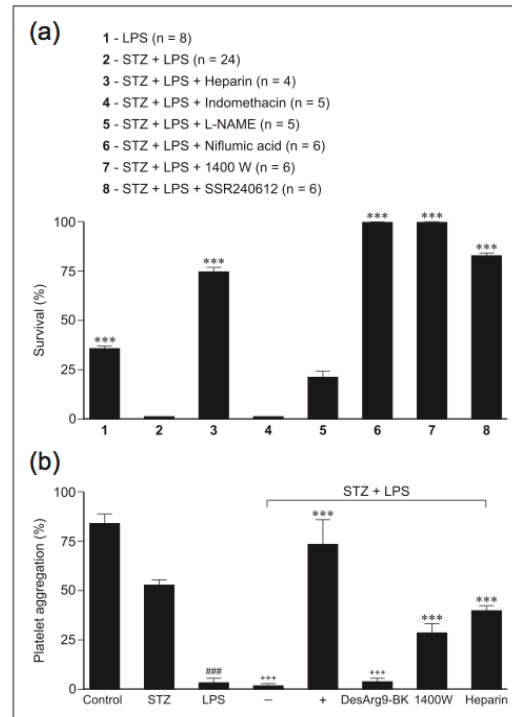 (a)
1 - LPS (n = 8)
2 - STZ + LPS (n = 24)
3 - STZ + LPS + Heparin (n = 4)
4 - STZ + LPS + Indomethacin (n = 5)
5 - STZ + LPS + L-NAME (n = 5)
6 - STZ + LPS + Niflumic acid (n = 6)
7 - STZ + LPS + 1400 W (n = 6)
8 - STZ + LPS + SSR240612 (n = 6)
Survival (%)
100
75
50
25
0
*** *** *** *** ***
1 2 3 4 5 6 7 8
(b)
STZ + LPS
Platelet aggregation (%)
100
75
50
25
0
### +++ *** +++ *** ***
Control STZ LPS – + DesArg9-BK 1400W Heparin